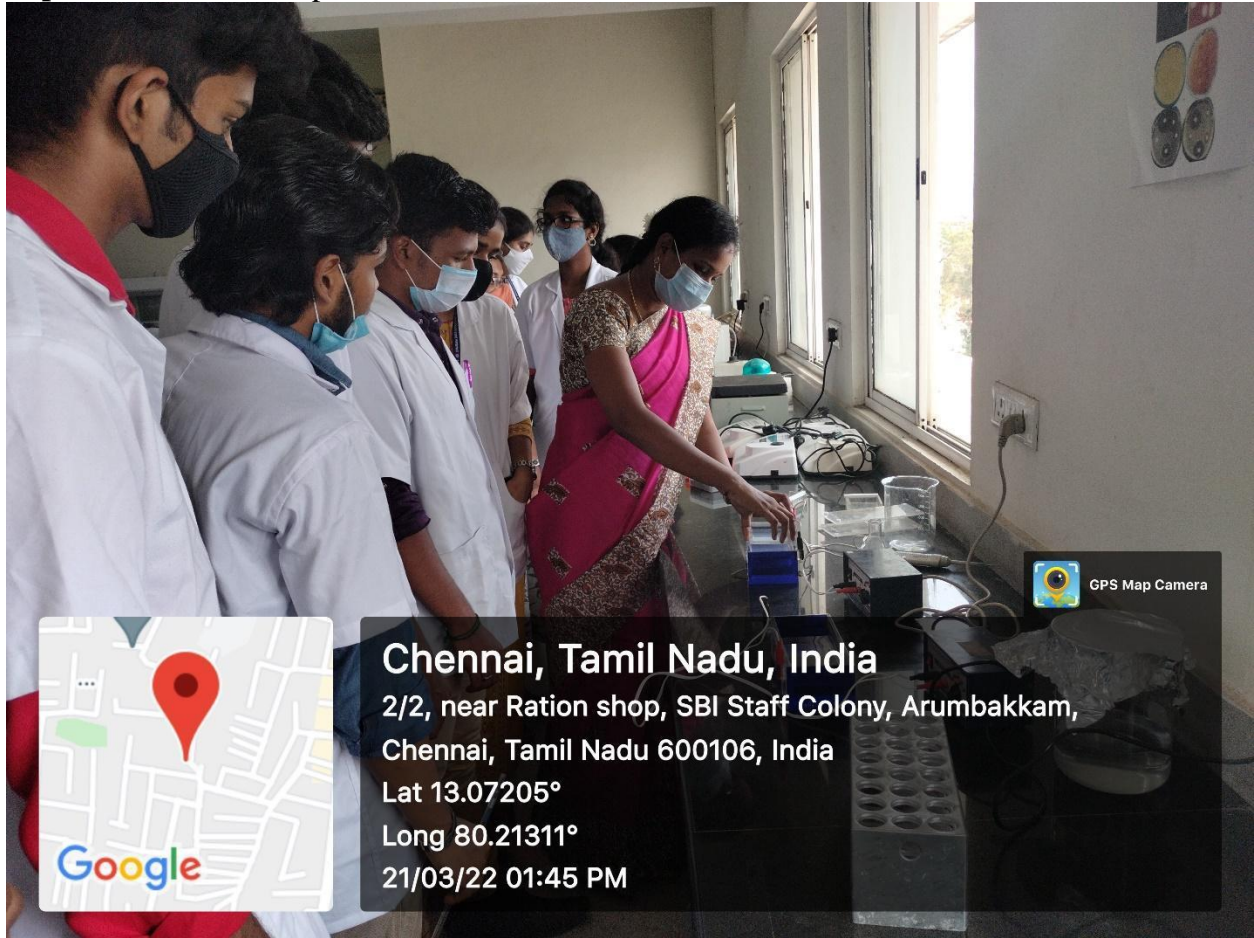 GPS Map Camera
Chennai, Tamil Nadu, India
2/2, near Ration shop, SBI Staff Colony, Arumbakkam,
Chennai, Tamil Nadu 600106, India
Lat 13.07205°
Long 80.21311°
21/03/22 01:45 PM
Google